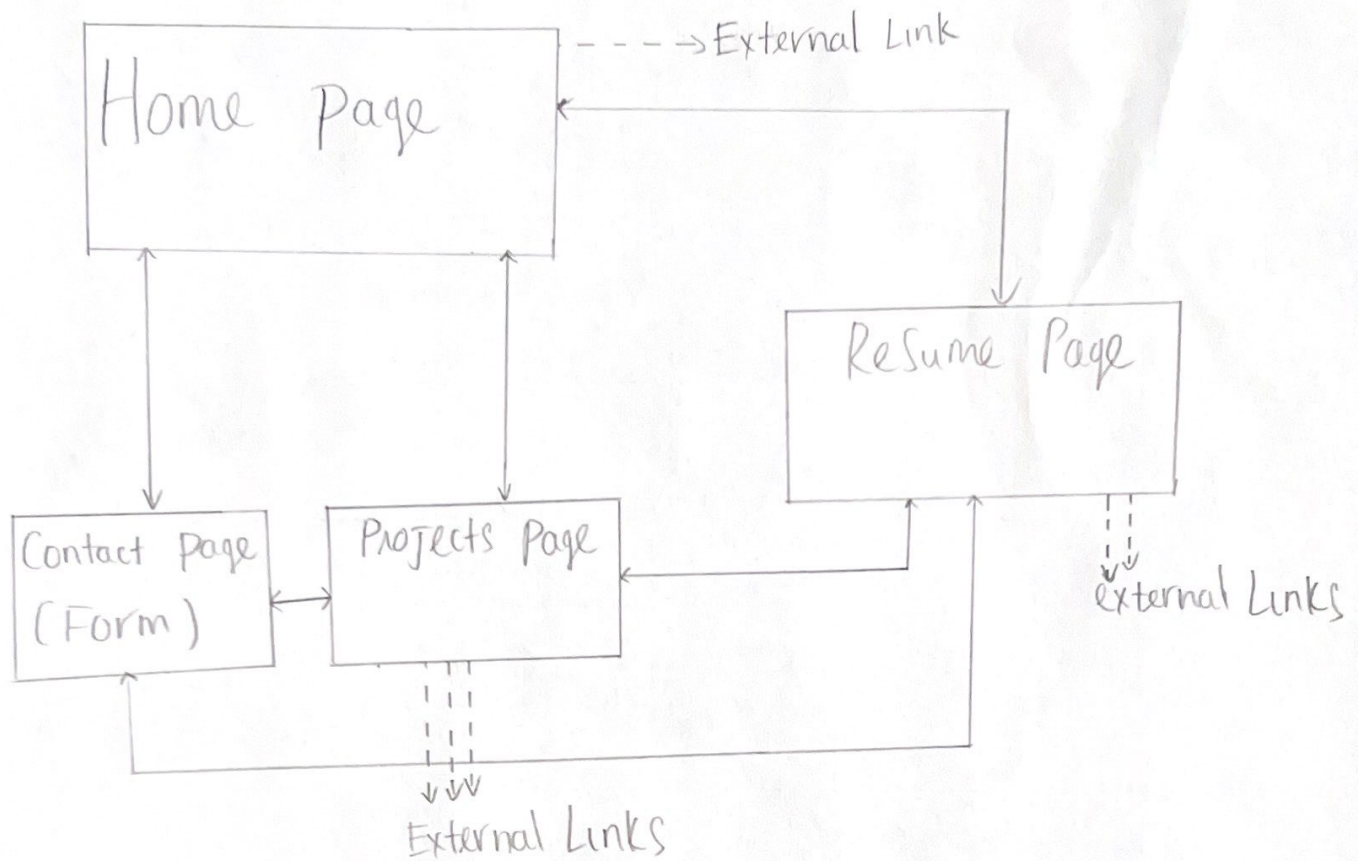 External Link
Home Page
Resume Page
Contact Page
(Form)
Projects Page
external Links
External Links